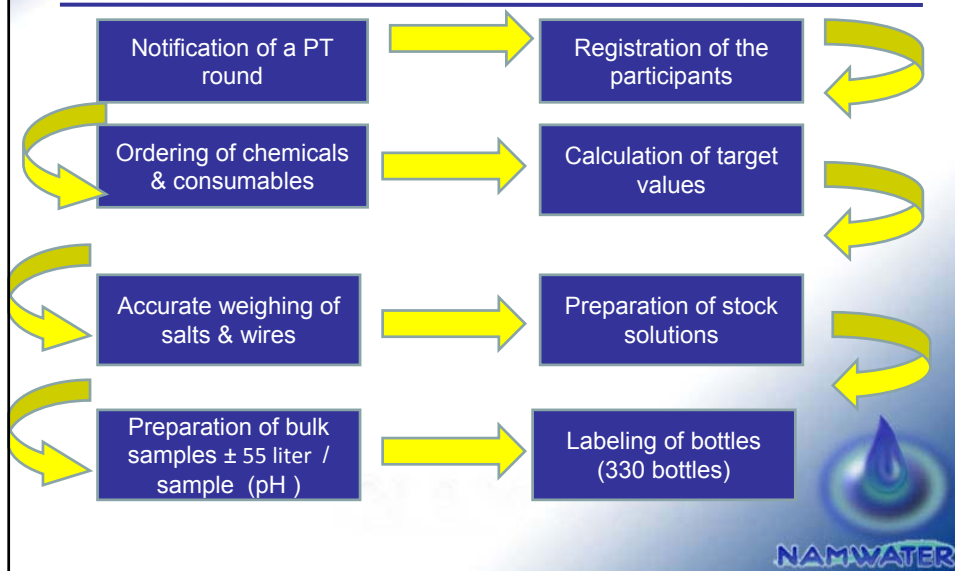 Notification of a PT
round
Registration of the
participants
Ordering of chemicals
& consumables
Calculation of target
values
Accurate weighing of
salts & wires
Preparation of stock
solutions
Preparation of bulk
samples ± 55 liter /
sample (pH )
Labeling of bottles
(330 bottles)
NAMWATER